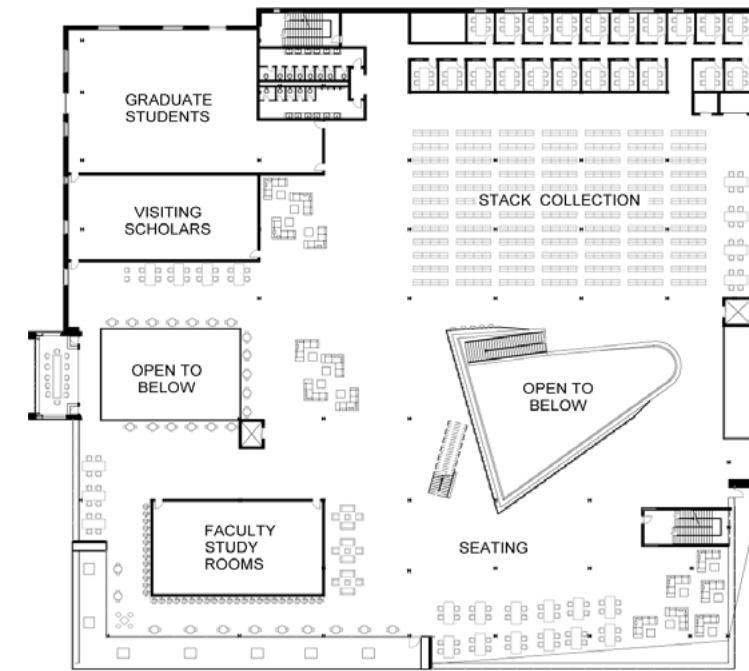 GRADUATE
STUDENTS
VISITING
SCHOLARS
STACK COLLECTION
OPEN TO
BELOW
OPEN TO
BELOW
FACULTY
STUDY
ROOMS
SEATING